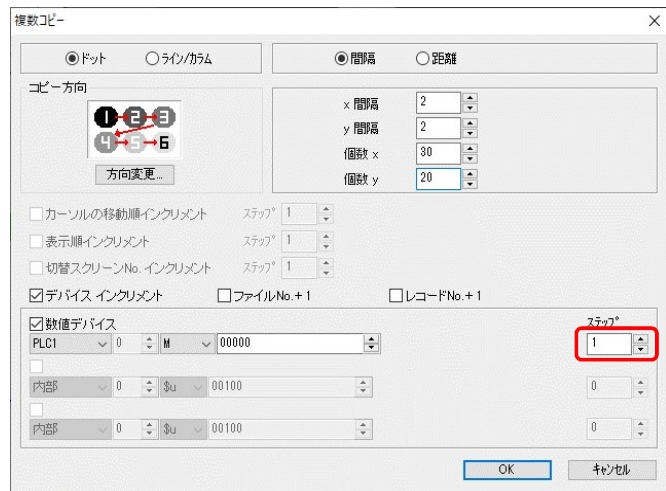 複数コピー
ドット ライン/カラム 間隔 距離
コピー方向
1 2 3
4 5 6
方向変更...
x 間隔 2
y 間隔 2
個数 x 30
個数 y 20
カーソルの移動順インクリメント ステップ 1
表示順インクリメント ステップ 1
切替スクリーンNo. インクリメント ステップ 1
デバイス インクリメント ファイルNo.+1 レコードNo.+1
数値デバイス ステップ
PLC1 0 M 00000 1
内部 0 $u 00100 0
内部 0 $u 00100 0
OK キャンセル